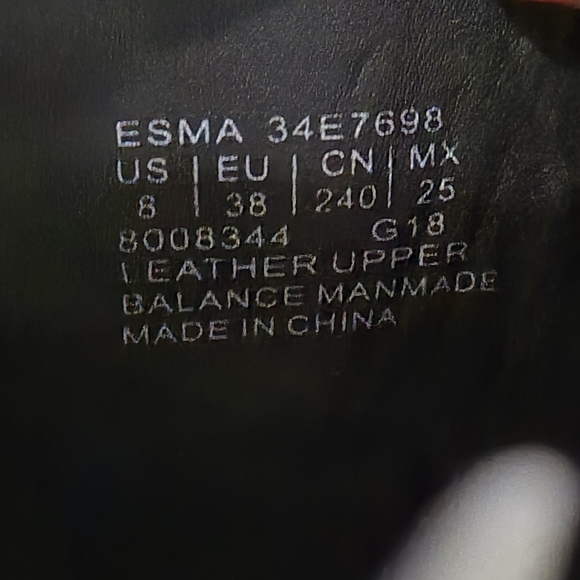 ESMA 34E7698
US | EU | CN | MX
8 | 38 | 240 | 25
8008344 G18
LEATHER UPPER
BALANCE MANMADE
MADE IN CHINA